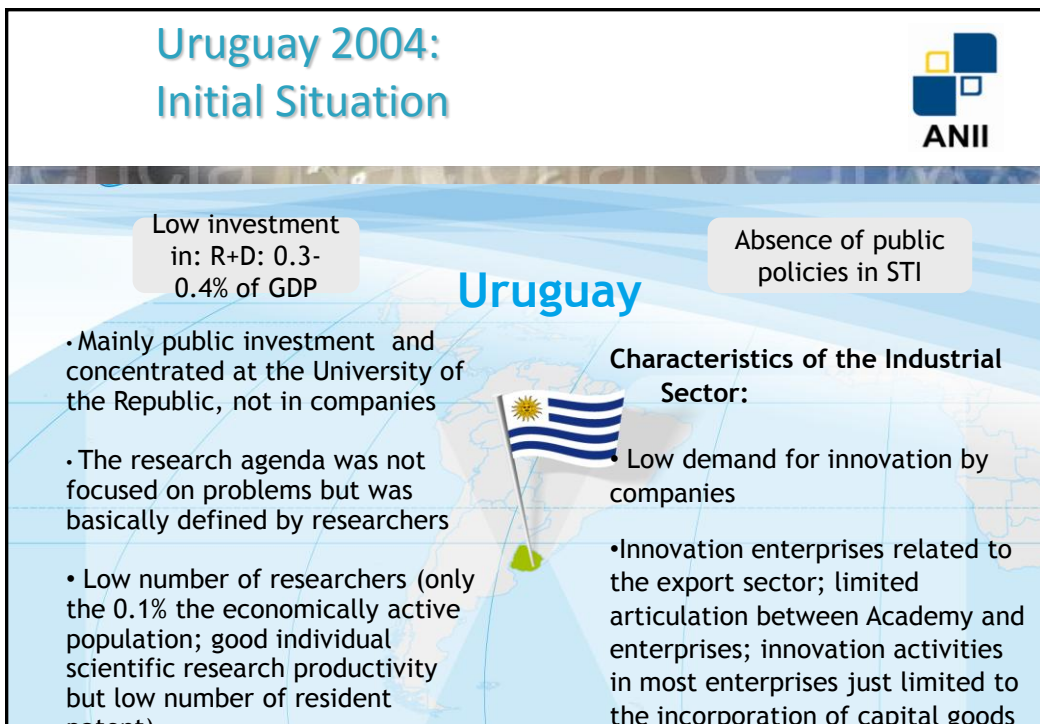 Uruguay 2004:
Initial Situation
ANII
encia Nacional de Inves
Low investment
in: R+D: 0.3-
0.4% of GDP
Absence of public
policies in STI
Uruguay
• Mainly public investment and
concentrated at the University of
the Republic, not in companies
• The research agenda was not
focused on problems but was
basically defined by researchers
• Low number of researchers (only
the 0.1% the economically active
population; good individual
scientific research productivity
but low number of resident
patent)
Characteristics of the Industrial
Sector:
• Low demand for innovation by
companies
•Innovation enterprises related to
the export sector; limited
articulation between Academy and
enterprises; innovation activities
in most enterprises just limited to
the incorporation of capital goods